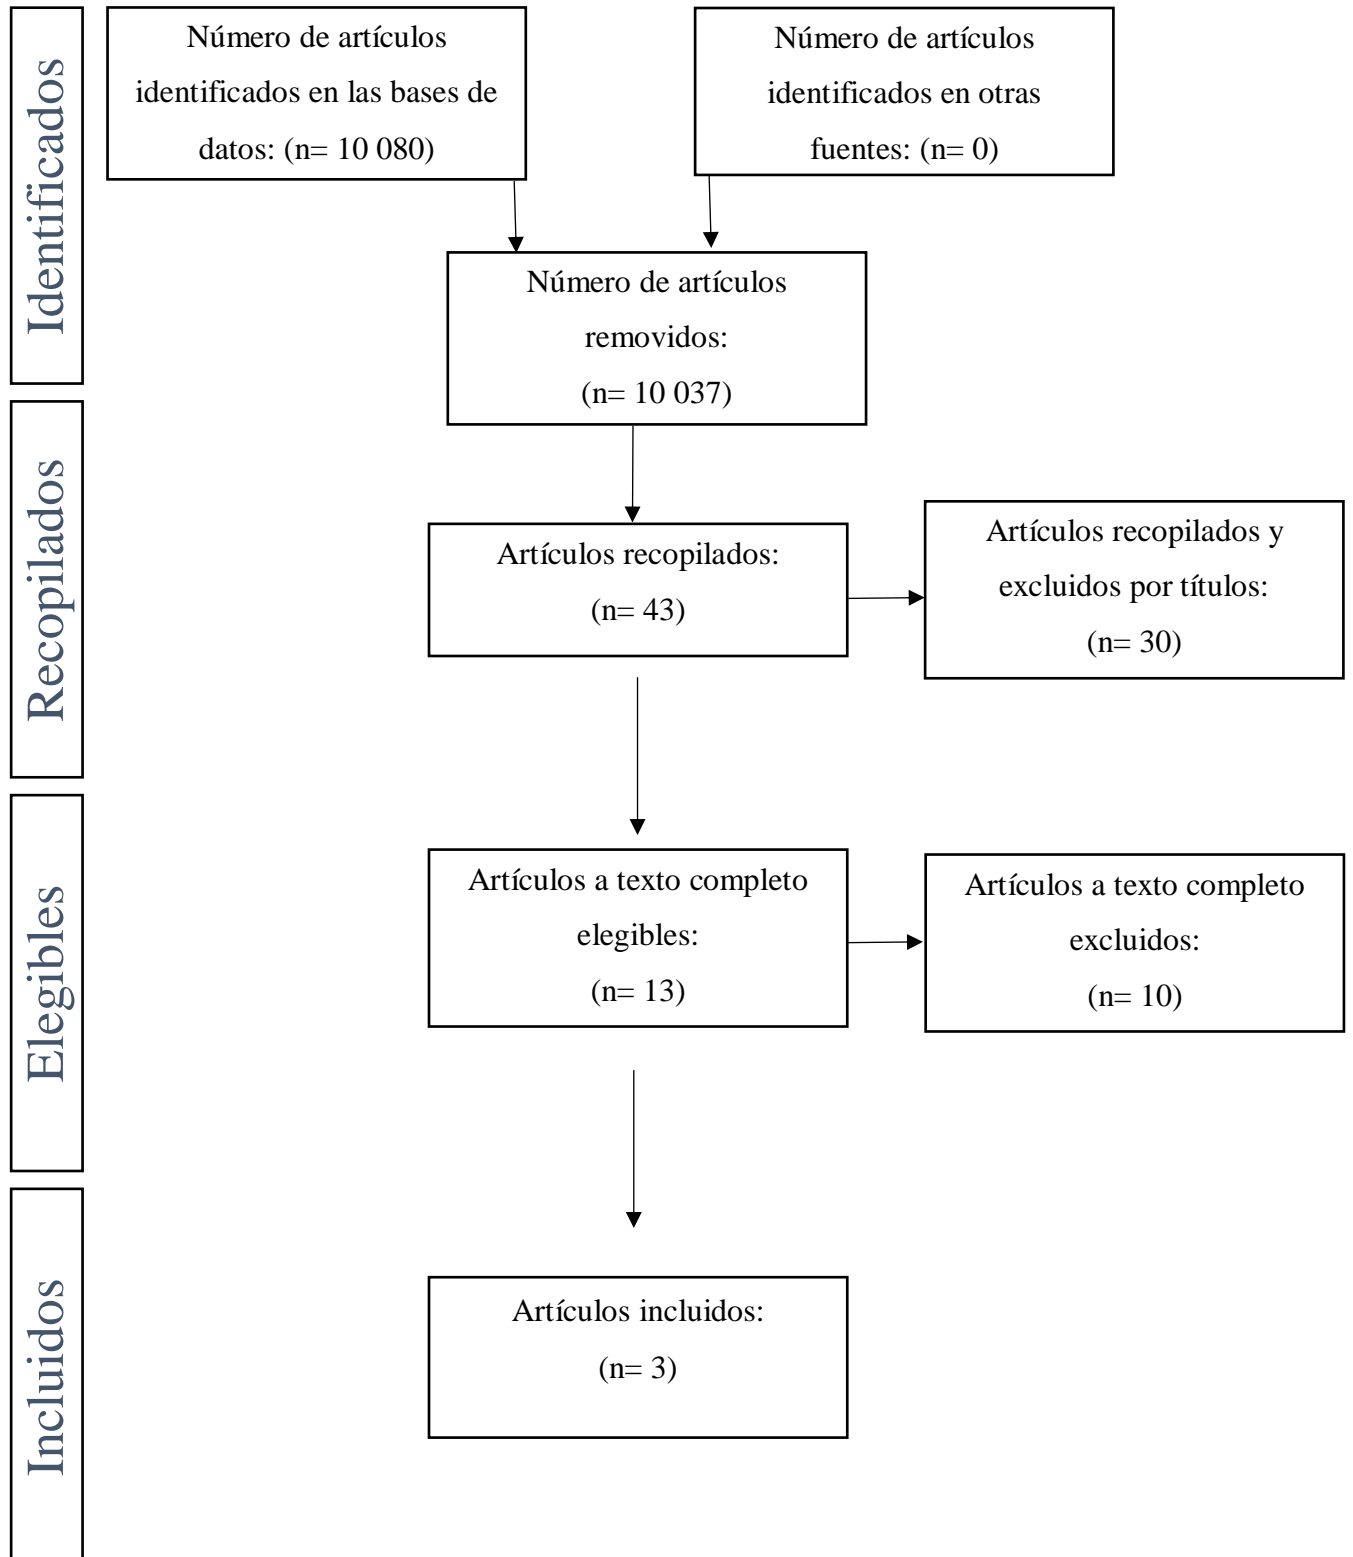 Identificados
Número de artículos
identificados en las bases de
datos: (n= 10 080)
Número de artículos
identificados en otras
fuentes: (n= 0)
Número de artículos
removidos:
(n= 10 037)
Recopilados
Artículos recopilados:
(n= 43)
Artículos recopilados y
excluidos por títulos:
(n= 30)
Elegibles
Artículos a texto completo
elegibles:
(n= 13)
Artículos a texto completo
excluidos:
(n= 10)
Incluidos
Artículos incluidos:
(n= 3)